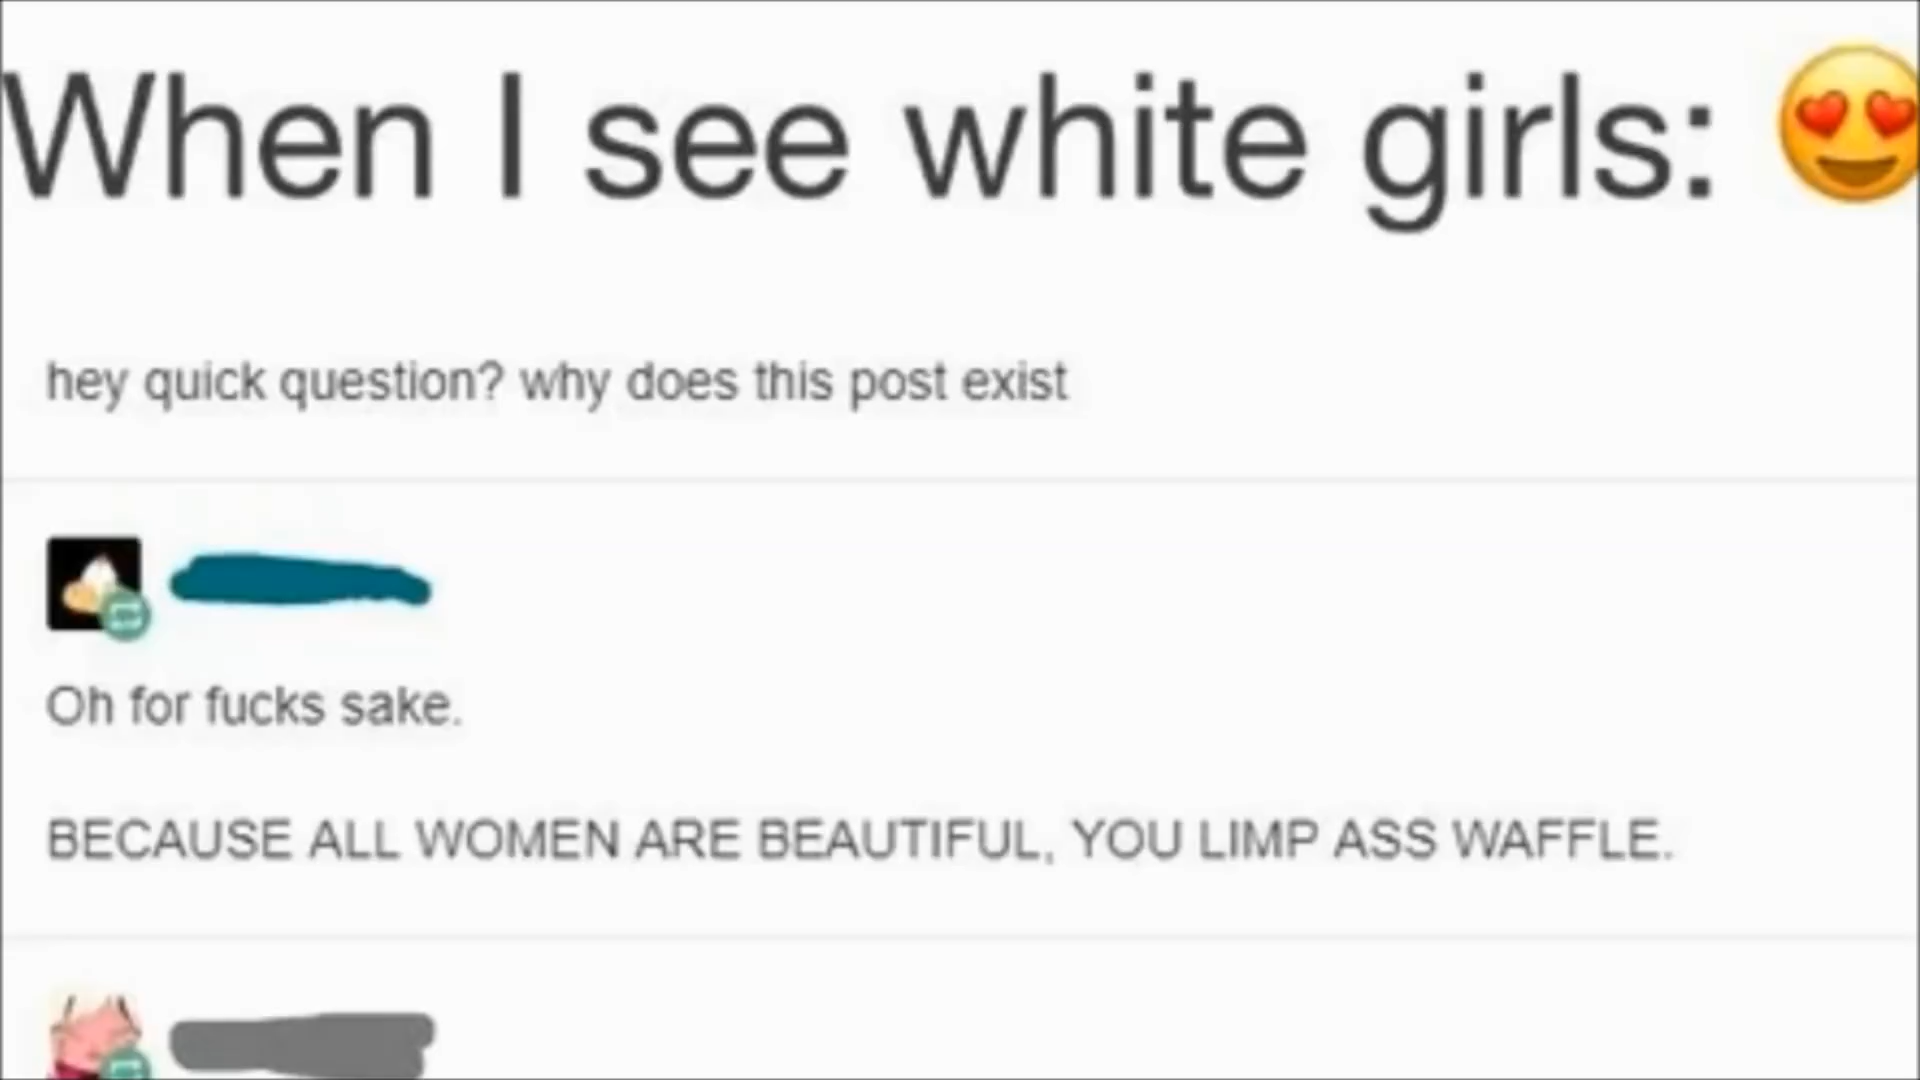 When I see white girls: 😍
hey quick question? why does this post exist
Oh for fucks sake.
BECAUSE ALL WOMEN ARE BEAUTIFUL, YOU LIMP ASS WAFFLE.